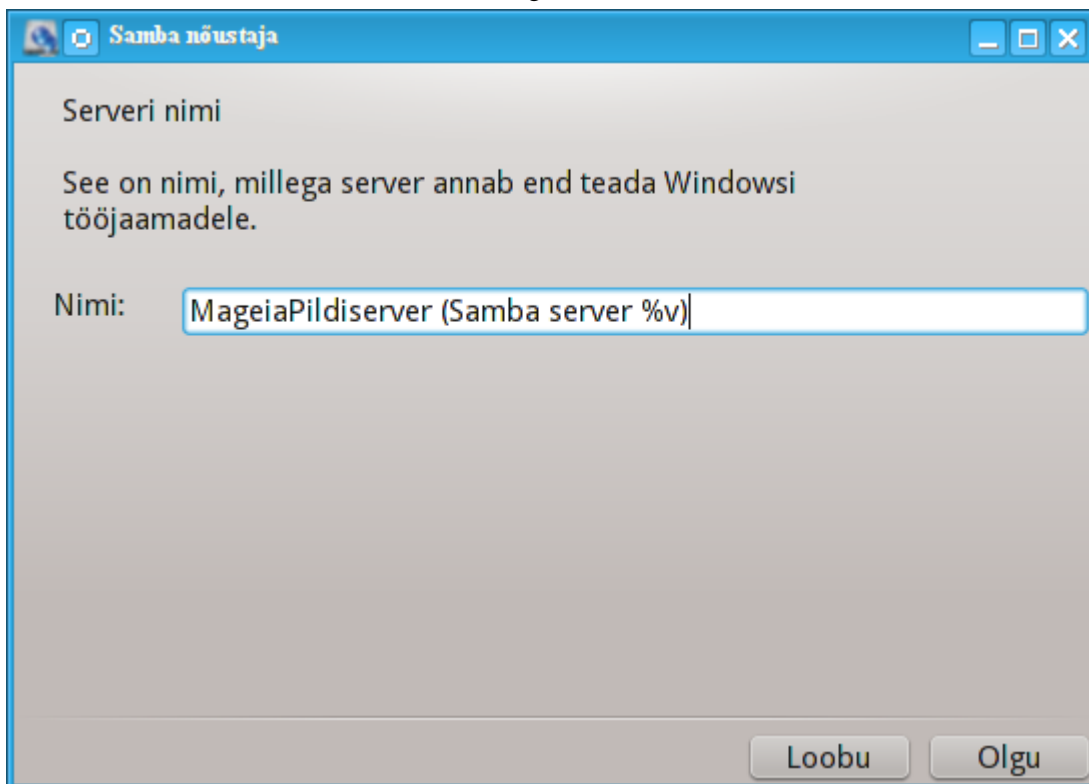 Samba nõustaja
Serveri nimi
See on nimi, millega server annab end teada Windowsi
tööjaamadele.
Nimi: MageiaPildiserver (Samba server %v)
Loobu Olgu